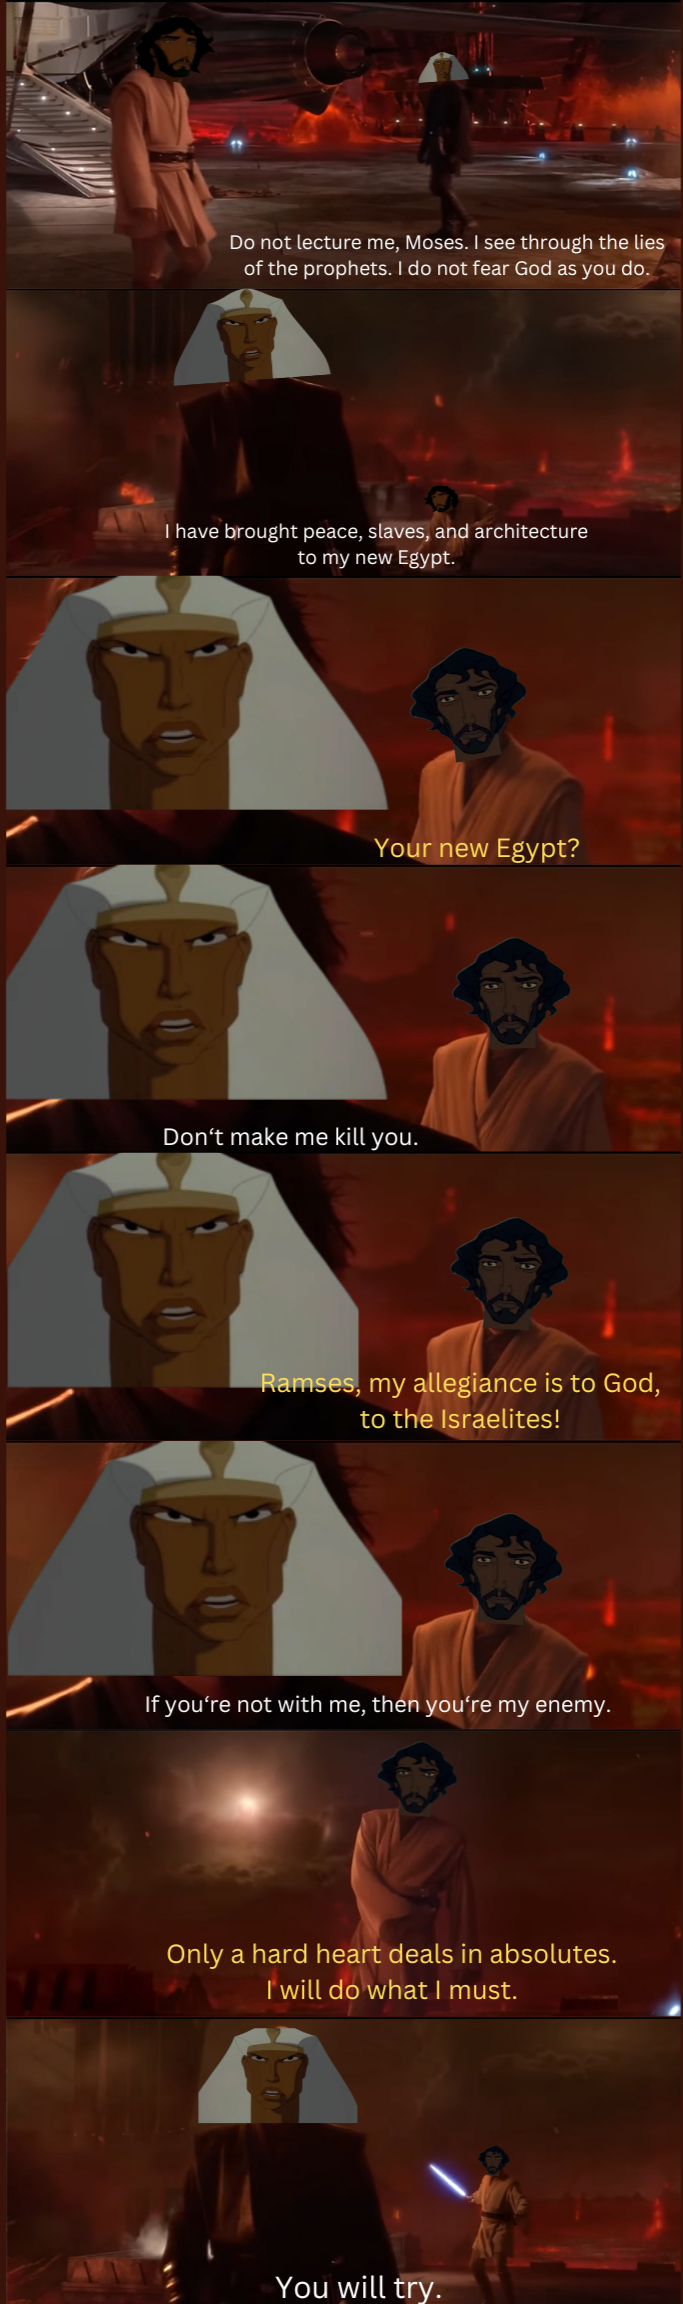 Do not lecture me, Moses. I see through the lies
of the prophets. I do not fear God as you do.
I have brought peace, slaves, and architecture
to my new Egypt.
Your new Egypt?
Don‘t make me kill you.
Ramses, my allegiance is to God,
to the Israelites!
If you‘re not with me, then you‘re my enemy.
Only a hard heart deals in absolutes.
I will do what I must.
You will try.